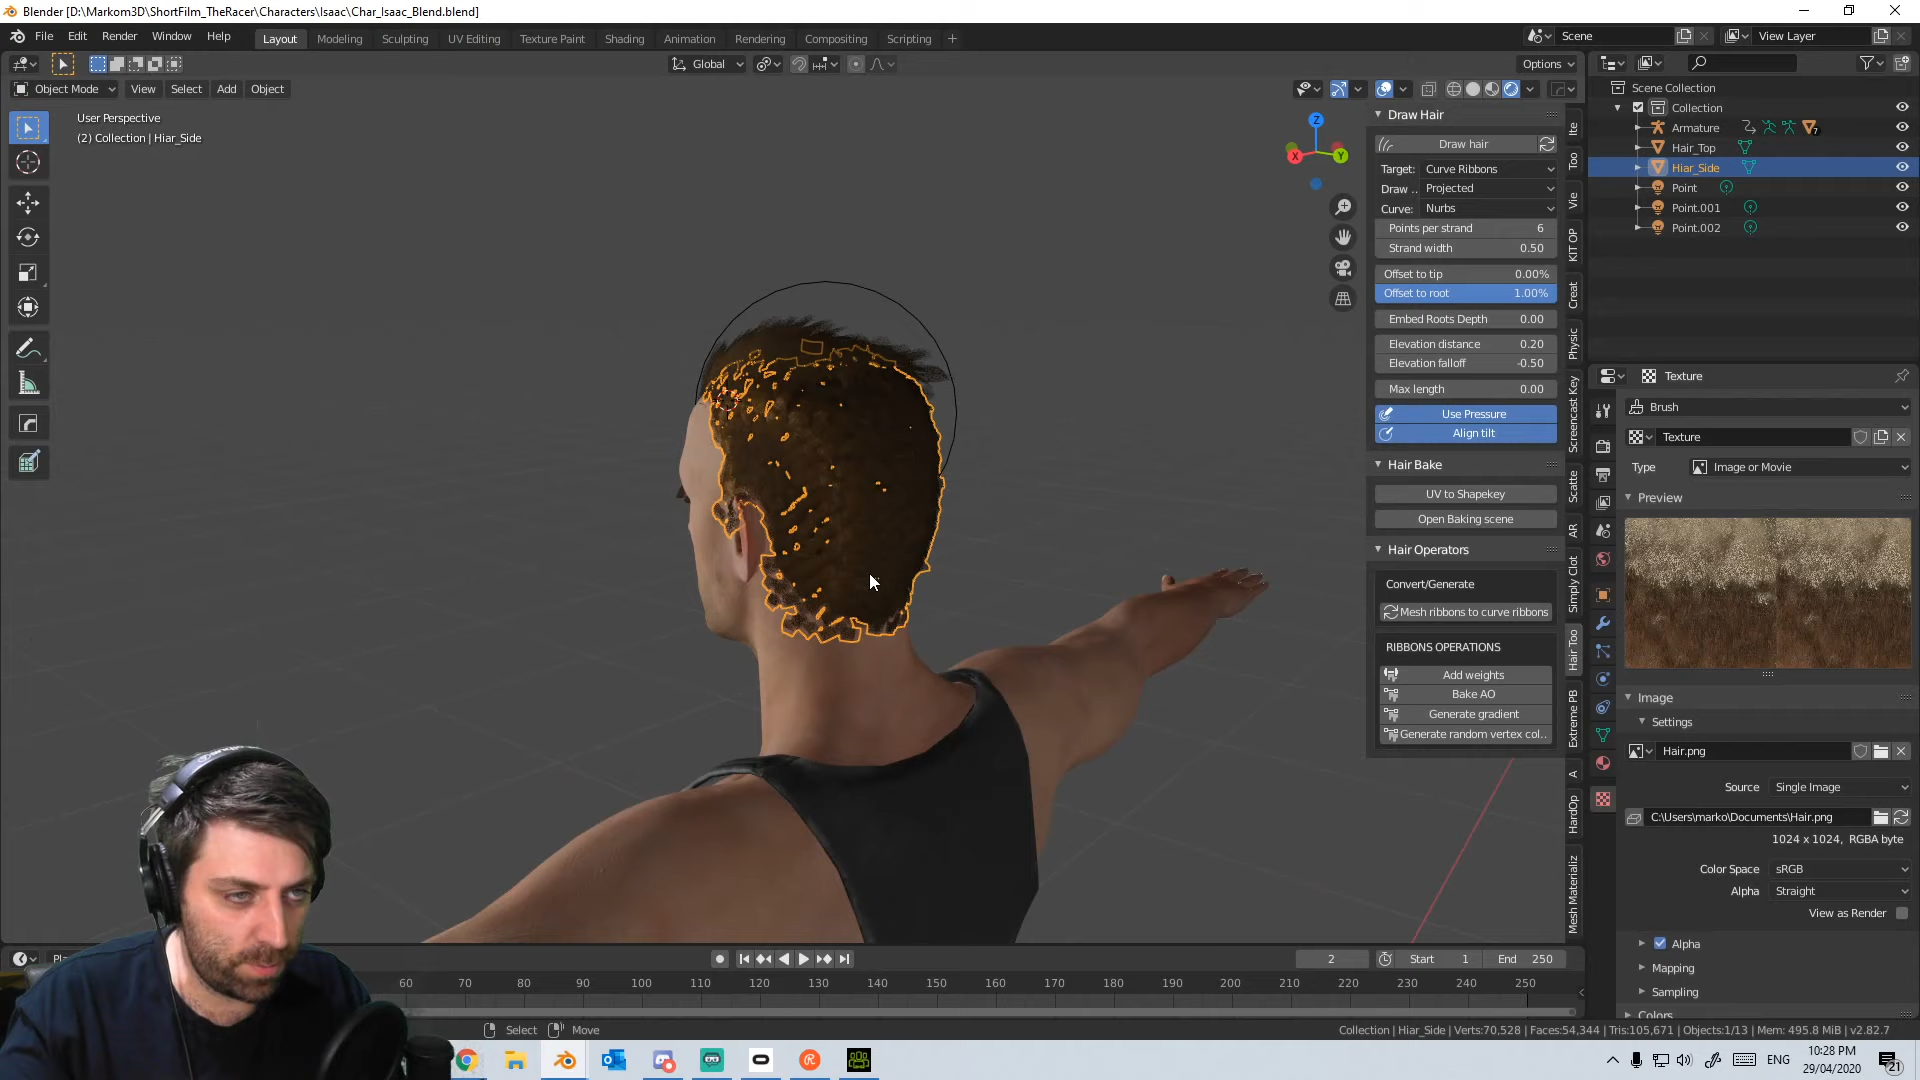 Blender [D:\Markom3D\ShortFilm_TheRacer\Characters\Isaac\Char_Isaac_Blend.blend]
File Edit Render Window Help
Layout Modeling Sculpting UV Editing Texture Paint Shading Animation Rendering Compositing Scripting +
Scene
View Layer
Global
Options
Object Mode View Select Add Object
User Perspective
(2) Collection | Hiar_Side
Z
X
Y
Draw Hair
Draw hair
Target: Curve Ribbons
Draw .. Projected
Curve: Nurbs
Points per strand 6
Strand width 0.50
Offset to tip 0.00%
Offset to root 1.00%
Embed Roots Depth 0.00
Elevation distance 0.20
Elevation falloff -0.50
Max length 0.00
Use Pressure
Align tilt
Hair Bake
UV to Shapekey
Open Baking scene
Hair Operators
Convert/Generate
Mesh ribbons to curve ribbons
RIBBONS OPERATIONS
Add weights
Bake AO
Generate gradient
Generate random vertex col..
Ite
Too
Vie
KIT OP
Creat
Physic
Screencast Key
Scatte
AR
Simply Clot
Hair Too
Extreme PB
A
HardOp
Mesh Materializ
Scene Collection
Collection
Armature 7
Hair_Top
Hiar_Side
Point
Point.001
Point.002
Texture
Brush
Texture
Type Image or Movie
Preview
Image
Settings
Hair.png
Source Single Image
C:\Users\marko\Documents\Hair.png
1024 x 1024, RGBA byte
Color Space sRGB
Alpha Straight
View as Render
Alpha
Mapping
Sampling
Colors
2 Start 1 End 250
60 70 80 90 100 110 120 130 140 150 160 170 180 190 200 210 220 230 240 250
Select Move
Collection | Hiar_Side | Verts:70,528 | Faces:54,344 | Tris:105,671 | Objects:1/13 | Mem: 495.8 MiB | v2.82.7
ENG
10:28 PM
29/04/2020
21